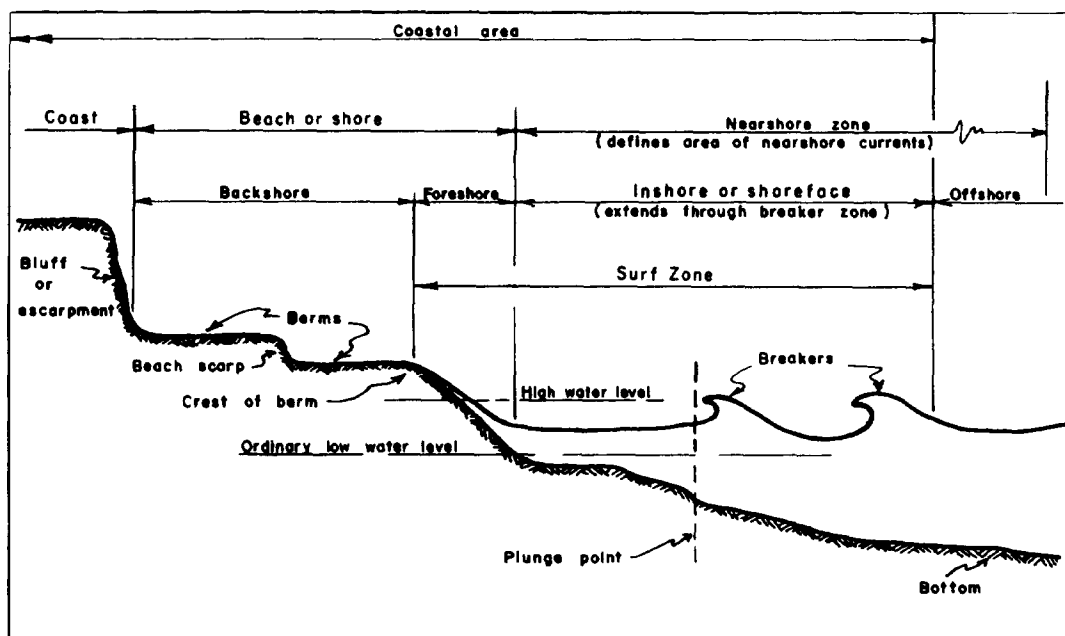 Coastal area
Coast
Beach or shore
Nearshore zone
(defines area of nearshore currents)
Backshore
Foreshore
Inshore or shoreface
(extends through breaker zone)
Offshore
Surf Zone
Bluff
or
escarpment
Berms
Beach scarp
Crest of berm
High water level
Breakers
Ordinary low water level
Plunge point
Bottom